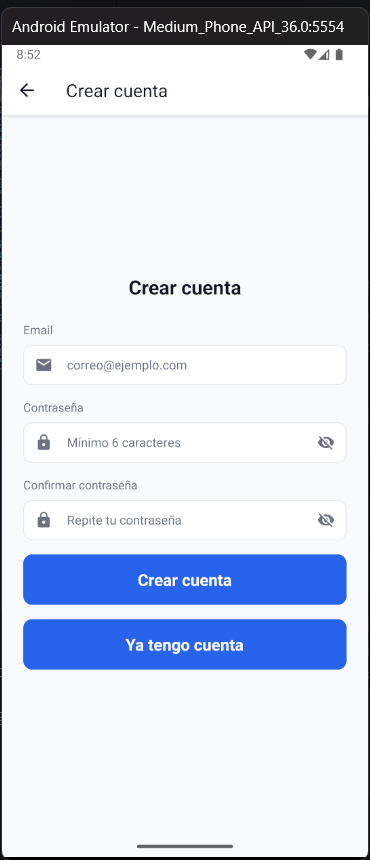 Android Emulator - Medium_Phone_API_36.0:5554
8:52
Crear cuenta
Crear cuenta
Email
correo@ejemplo.com
Contraseña
Mínimo 6 caracteres
Confirmar contraseña
Repite tu contraseña
Crear cuenta
Ya tengo cuenta